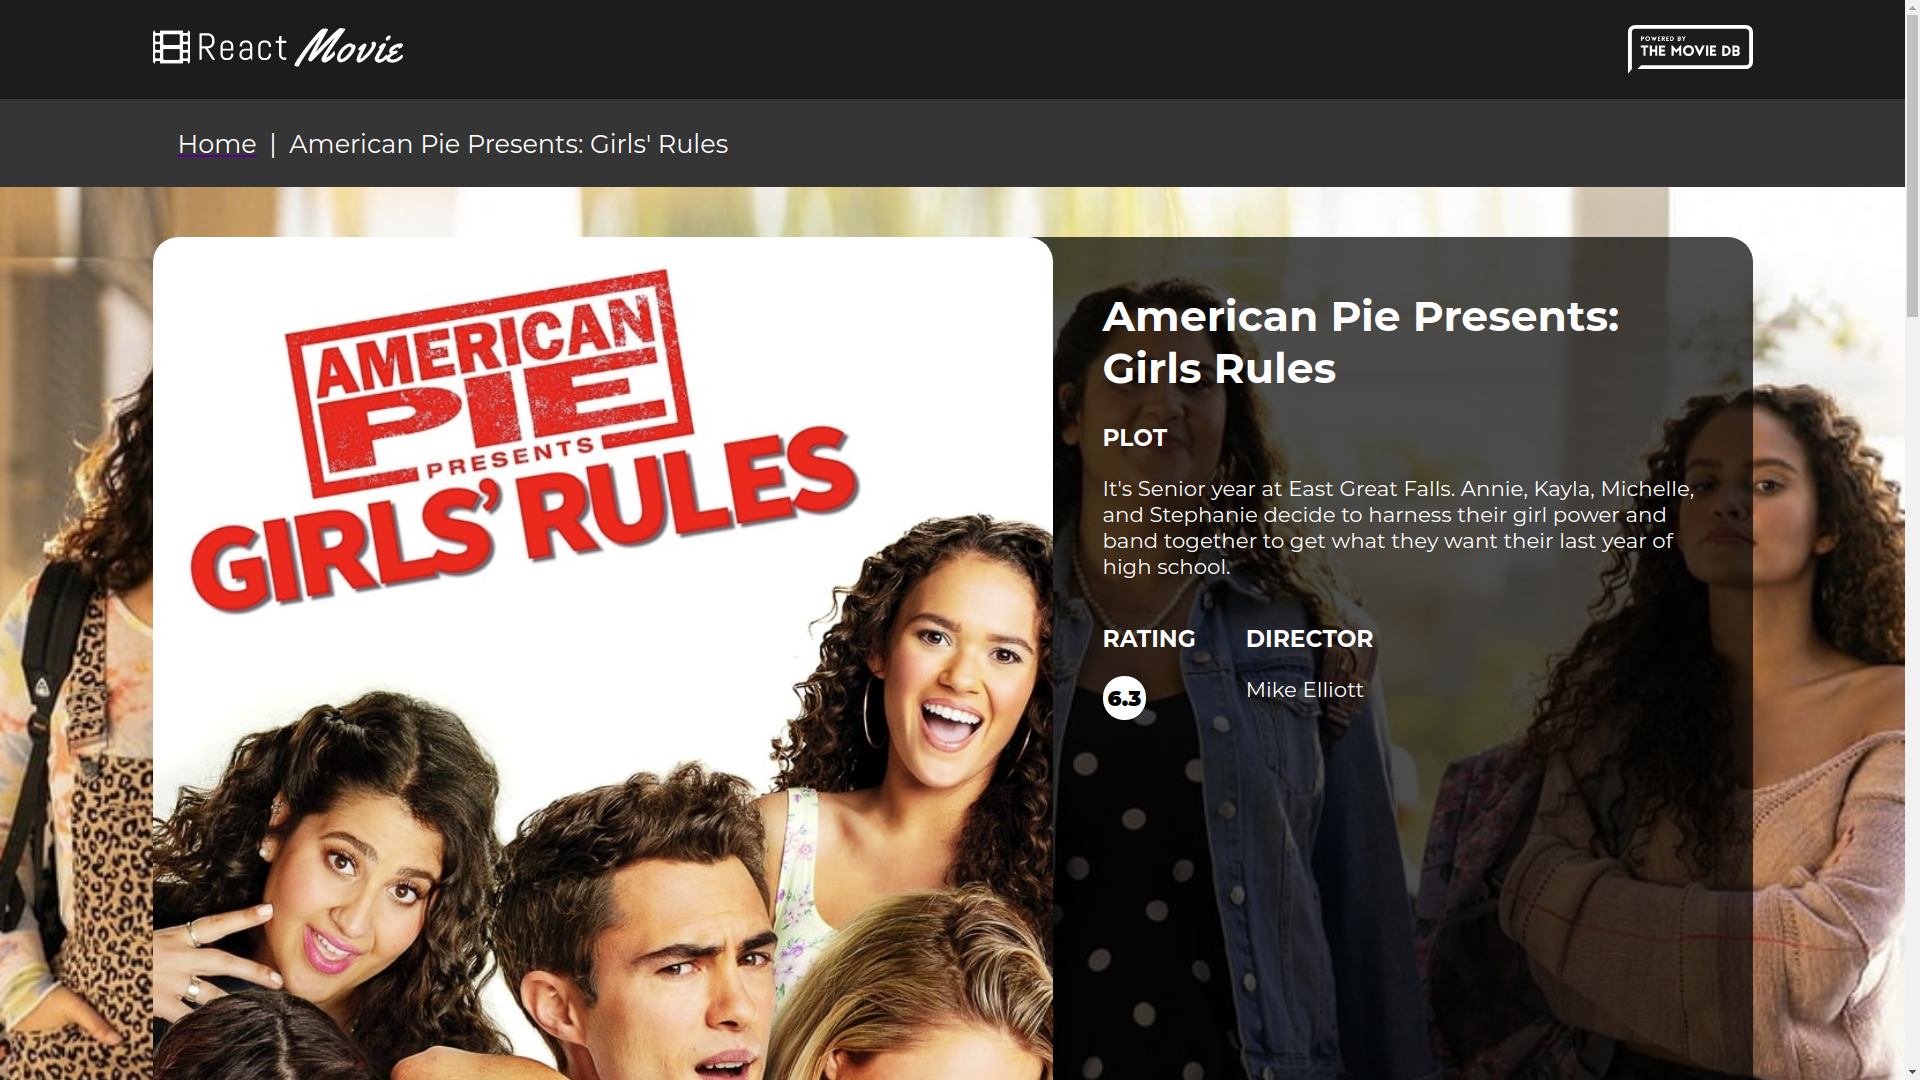 React Movie
POWERED BY
THE MOVIE DB
Home | American Pie Presents: Girls' Rules
AMERICAN
PIE
PRESENTS
GIRLS' RULES
American Pie Presents:
Girls Rules
PLOT
It's Senior year at East Great Falls. Annie, Kayla, Michelle,
and Stephanie decide to harness their girl power and
band together to get what they want their last year of
high school.
RATING
DIRECTOR
6.3
Mike Elliott